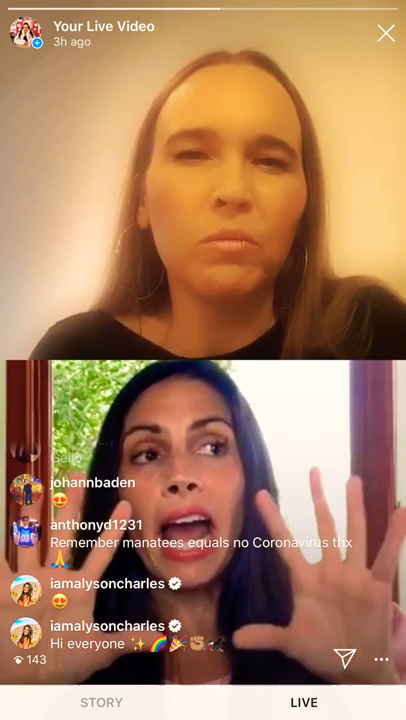 Your Live Video
3h ago
Gello
johannbaden
😍
anthonyd1231
Remember manatees equals no Coronavirus thx
🙏
iamalysoncharles
😍
iamalysoncharles
Hi everyone ✨🌈🎉✊🏽🦅
143
STORY
LIVE